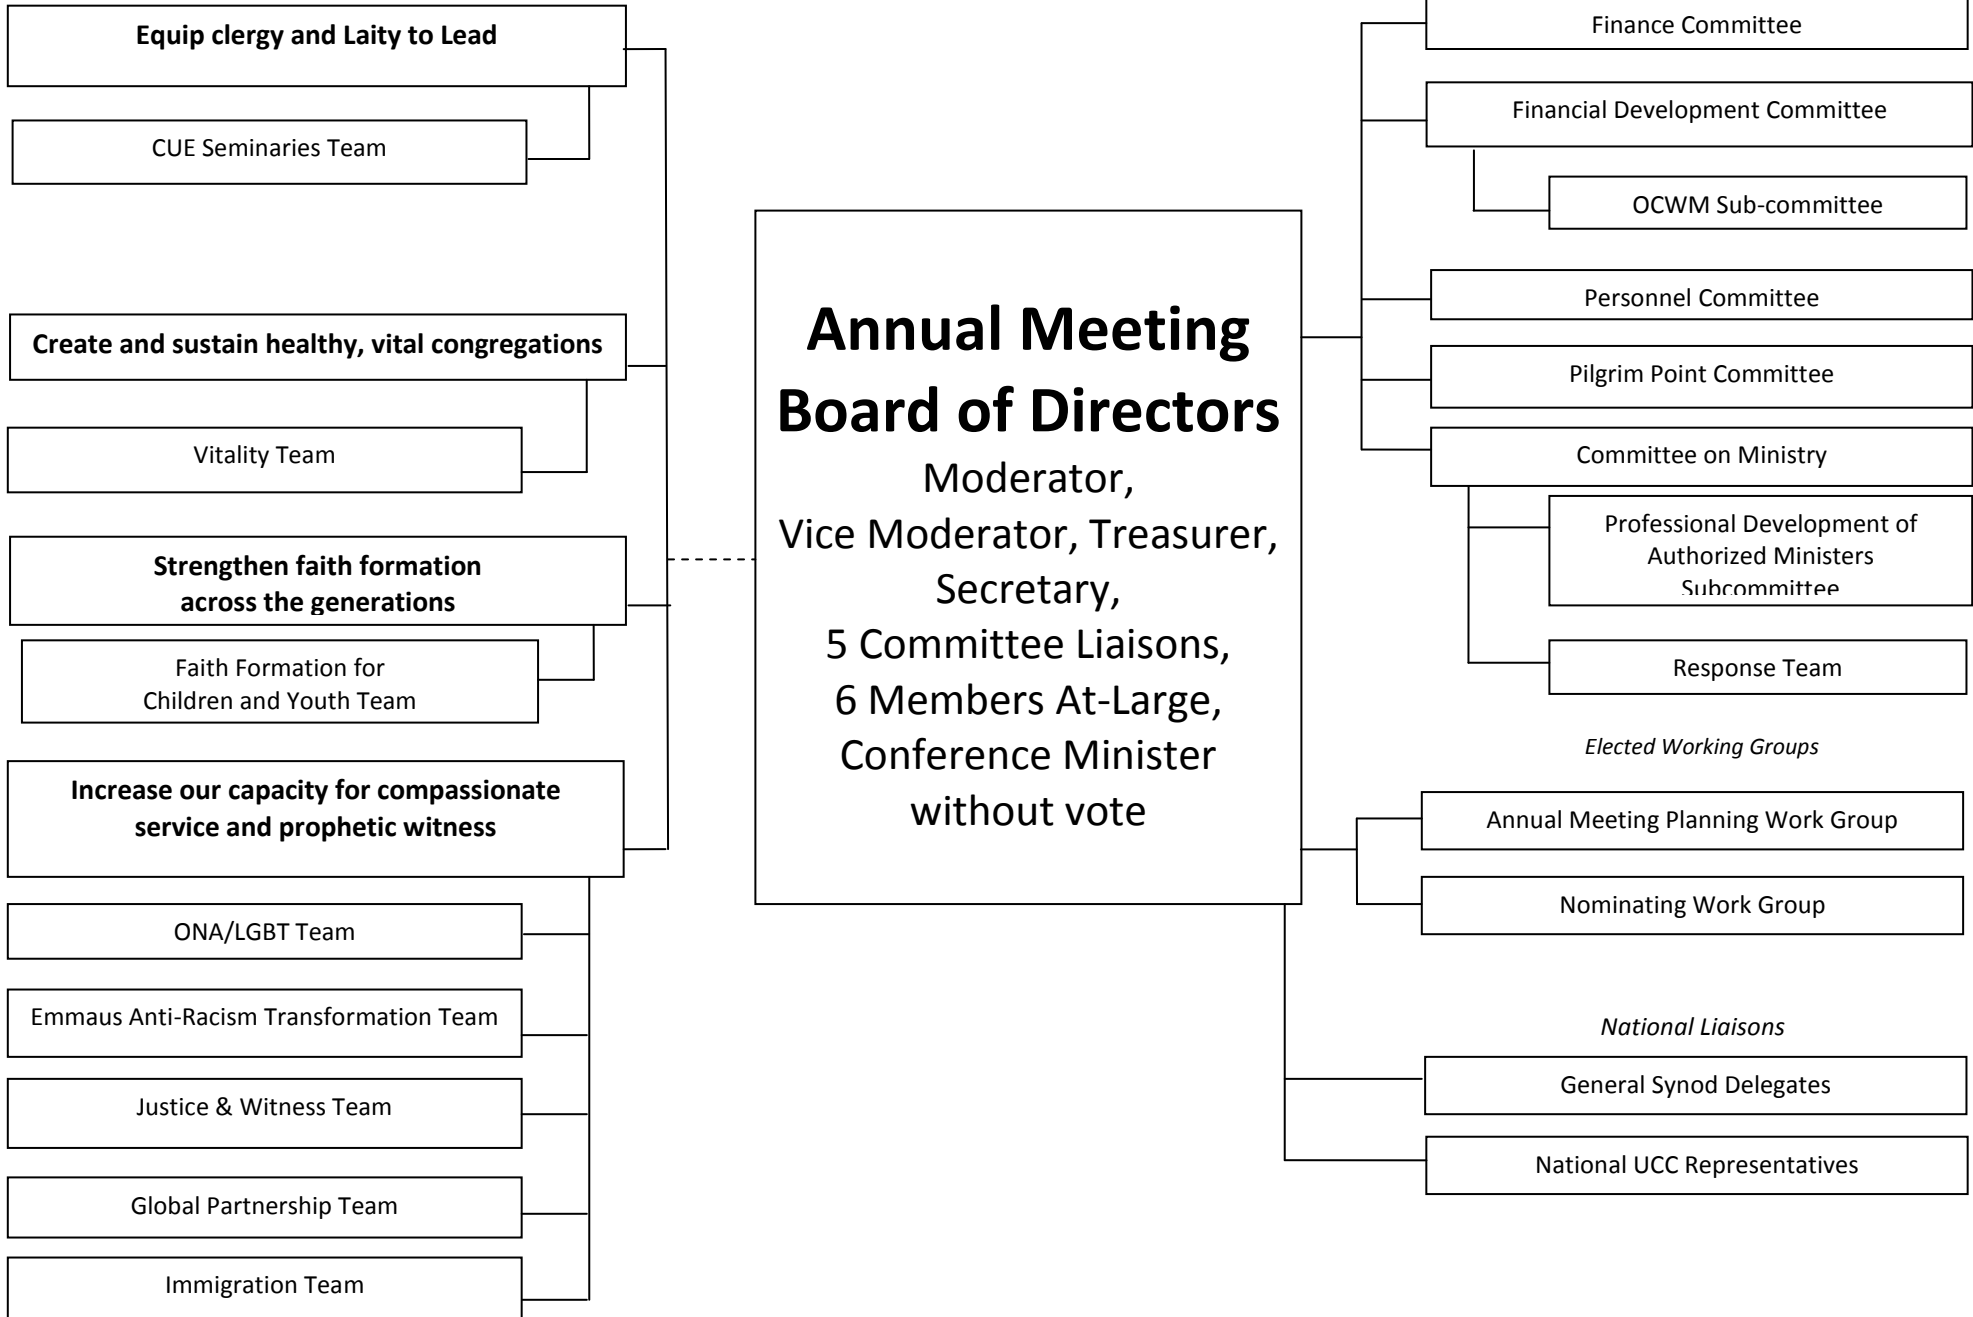 Equip clergy and Laity to Lead
CUE Seminaries Team
Create and sustain healthy, vital congregations
Vitality Team
Strengthen faith formation
across the generations
Faith Formation for
Children and Youth Team
Increase our capacity for compassionate
service and prophetic witness
ONA/LGBT Team
Emmaus Anti-Racism Transformation Team
Justice & Witness Team
Global Partnership Team
Immigration Team
Annual Meeting
Board of Directors
Moderator,
Vice Moderator, Treasurer,
Secretary,
5 Committee Liaisons,
6 Members At-Large,
Conference Minister
without vote
Finance Committee
Financial Development Committee
OCWM Sub-committee
Personnel Committee
Pilgrim Point Committee
Committee on Ministry
Professional Development of
Authorized Ministers
Subcommittee
Response Team
Elected Working Groups
Annual Meeting Planning Work Group
Nominating Work Group
National Liaisons
General Synod Delegates
National UCC Representatives